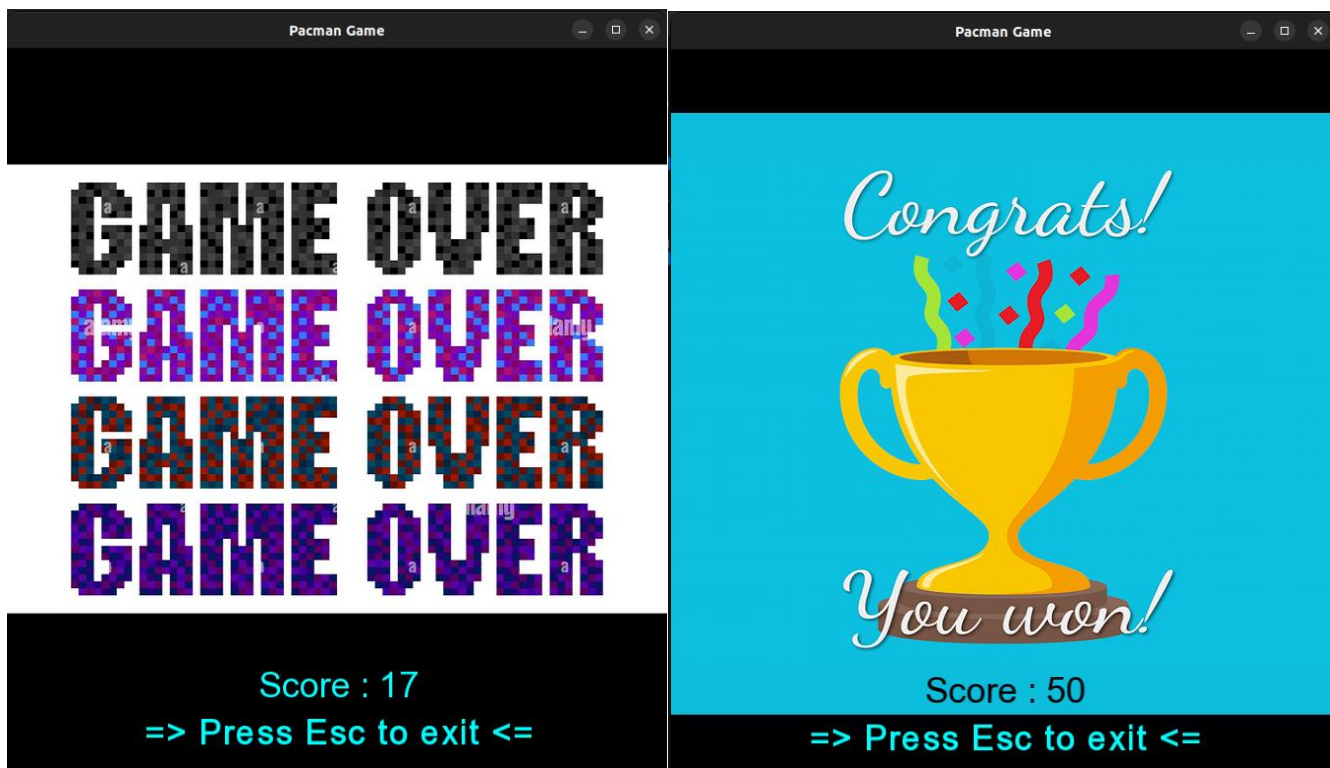 Pacman Game
GAME OVER
GAME OVER
GAME OVER
GAME OVER
Score : 17
=> Press Esc to exit <=
Pacman Game
Congrats!
You won!
Score : 50
=> Press Esc to exit <=